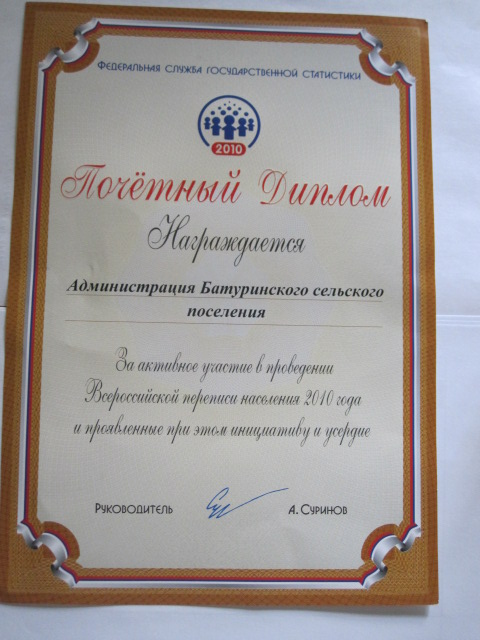 Федеральная служба государственной статистики
2010
Почётный Диплом
Награждается
Администрация Батуринского сельского
поселения
За активное участие в проведении
Всероссийской переписи населения 2010 года
и проявленные при этом инициативу и усердие
Руководитель А. Суринов